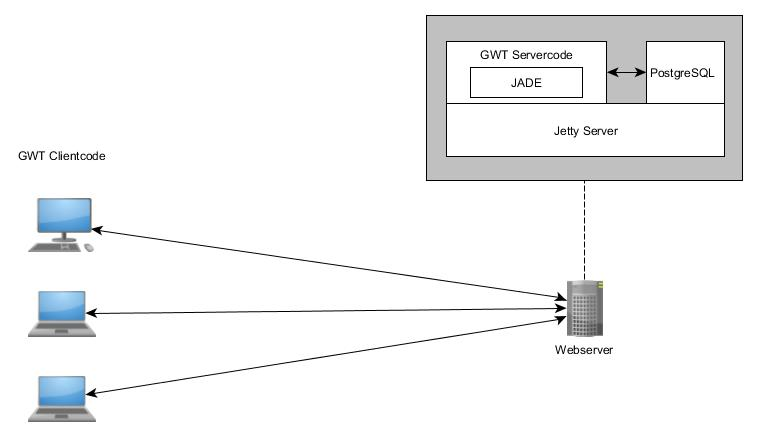 GWT Servercode
JADE
PostgreSQL
Jetty Server
GWT Clientcode
Webserver